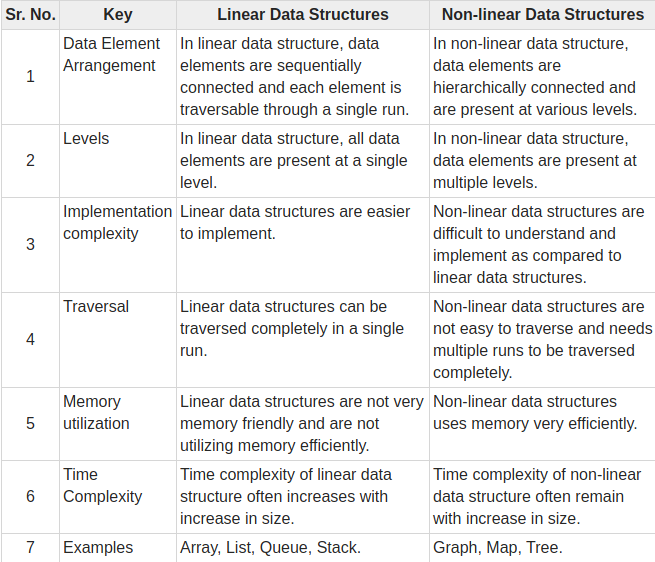 Sr. No. Key Linear Data Structures Non-linear Data Structures
1
Data Element
Arrangement
In linear data structure, data
elements are sequentially
connected and each element is
traversable through a single run.
In non-linear data structure,
data elements are
hierarchically connected and
are present at various levels.
2
Levels
In linear data structure, all data
elements are present at a single
level.
In non-linear data structure,
data elements are present at
multiple levels.
3
Implementation
complexity
Linear data structures are easier
to implement.
Non-linear data structures are
difficult to understand and
implement as compared to
linear data structures.
4
Traversal
Linear data structures can be
traversed completely in a single
run.
Non-linear data structures are
not easy to traverse and needs
multiple runs to be traversed
completely.
5
Memory
utilization
Linear data structures are not very
memory friendly and are not
utilizing memory efficiently.
Non-linear data structures
uses memory very efficiently.
6
Time
Complexity
Time complexity of linear data
structure often increases with
increase in size.
Time complexity of non-linear
data structure often remain
with increase in size.
7
Examples
Array, List, Queue, Stack.
Graph, Map, Tree.